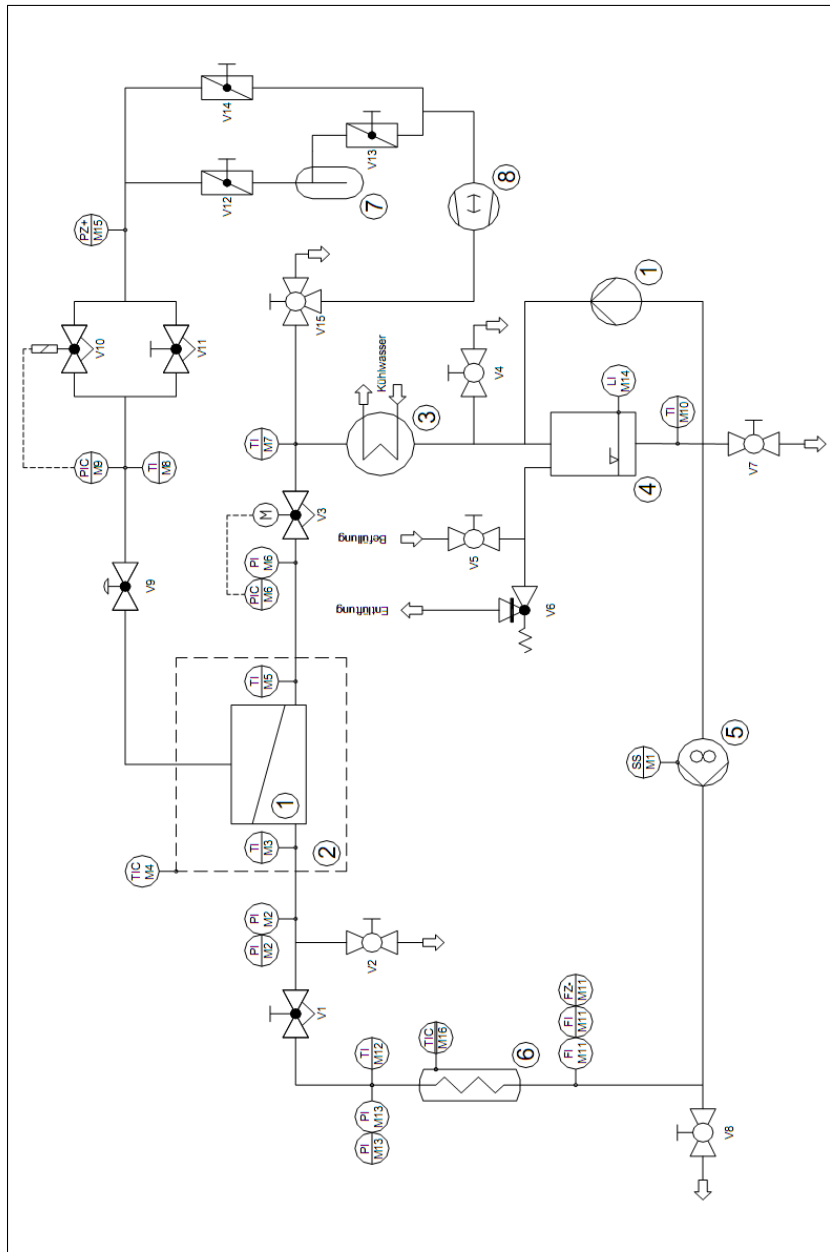 V14
V13
V12
7
8
PZ+
M15
V15
V10
V11
Kühlwasser
V4
1
3
TI
M7
LI
M14
PIC
M9
TI
M8
TI
M10
4
V7
V3
M
Befüllung
V5
PI
M6
PIC
M6
V9
Entlüftung
V6
TI
M5
SS
M1
5
1
2
TI
M3
TIC
M4
PI
M2
PI
M2
V2
V1
FZ-
M11
FI
M11
FI
M11
TIC
M16
6
TI
M12
PI
M13
PI
M13
V8